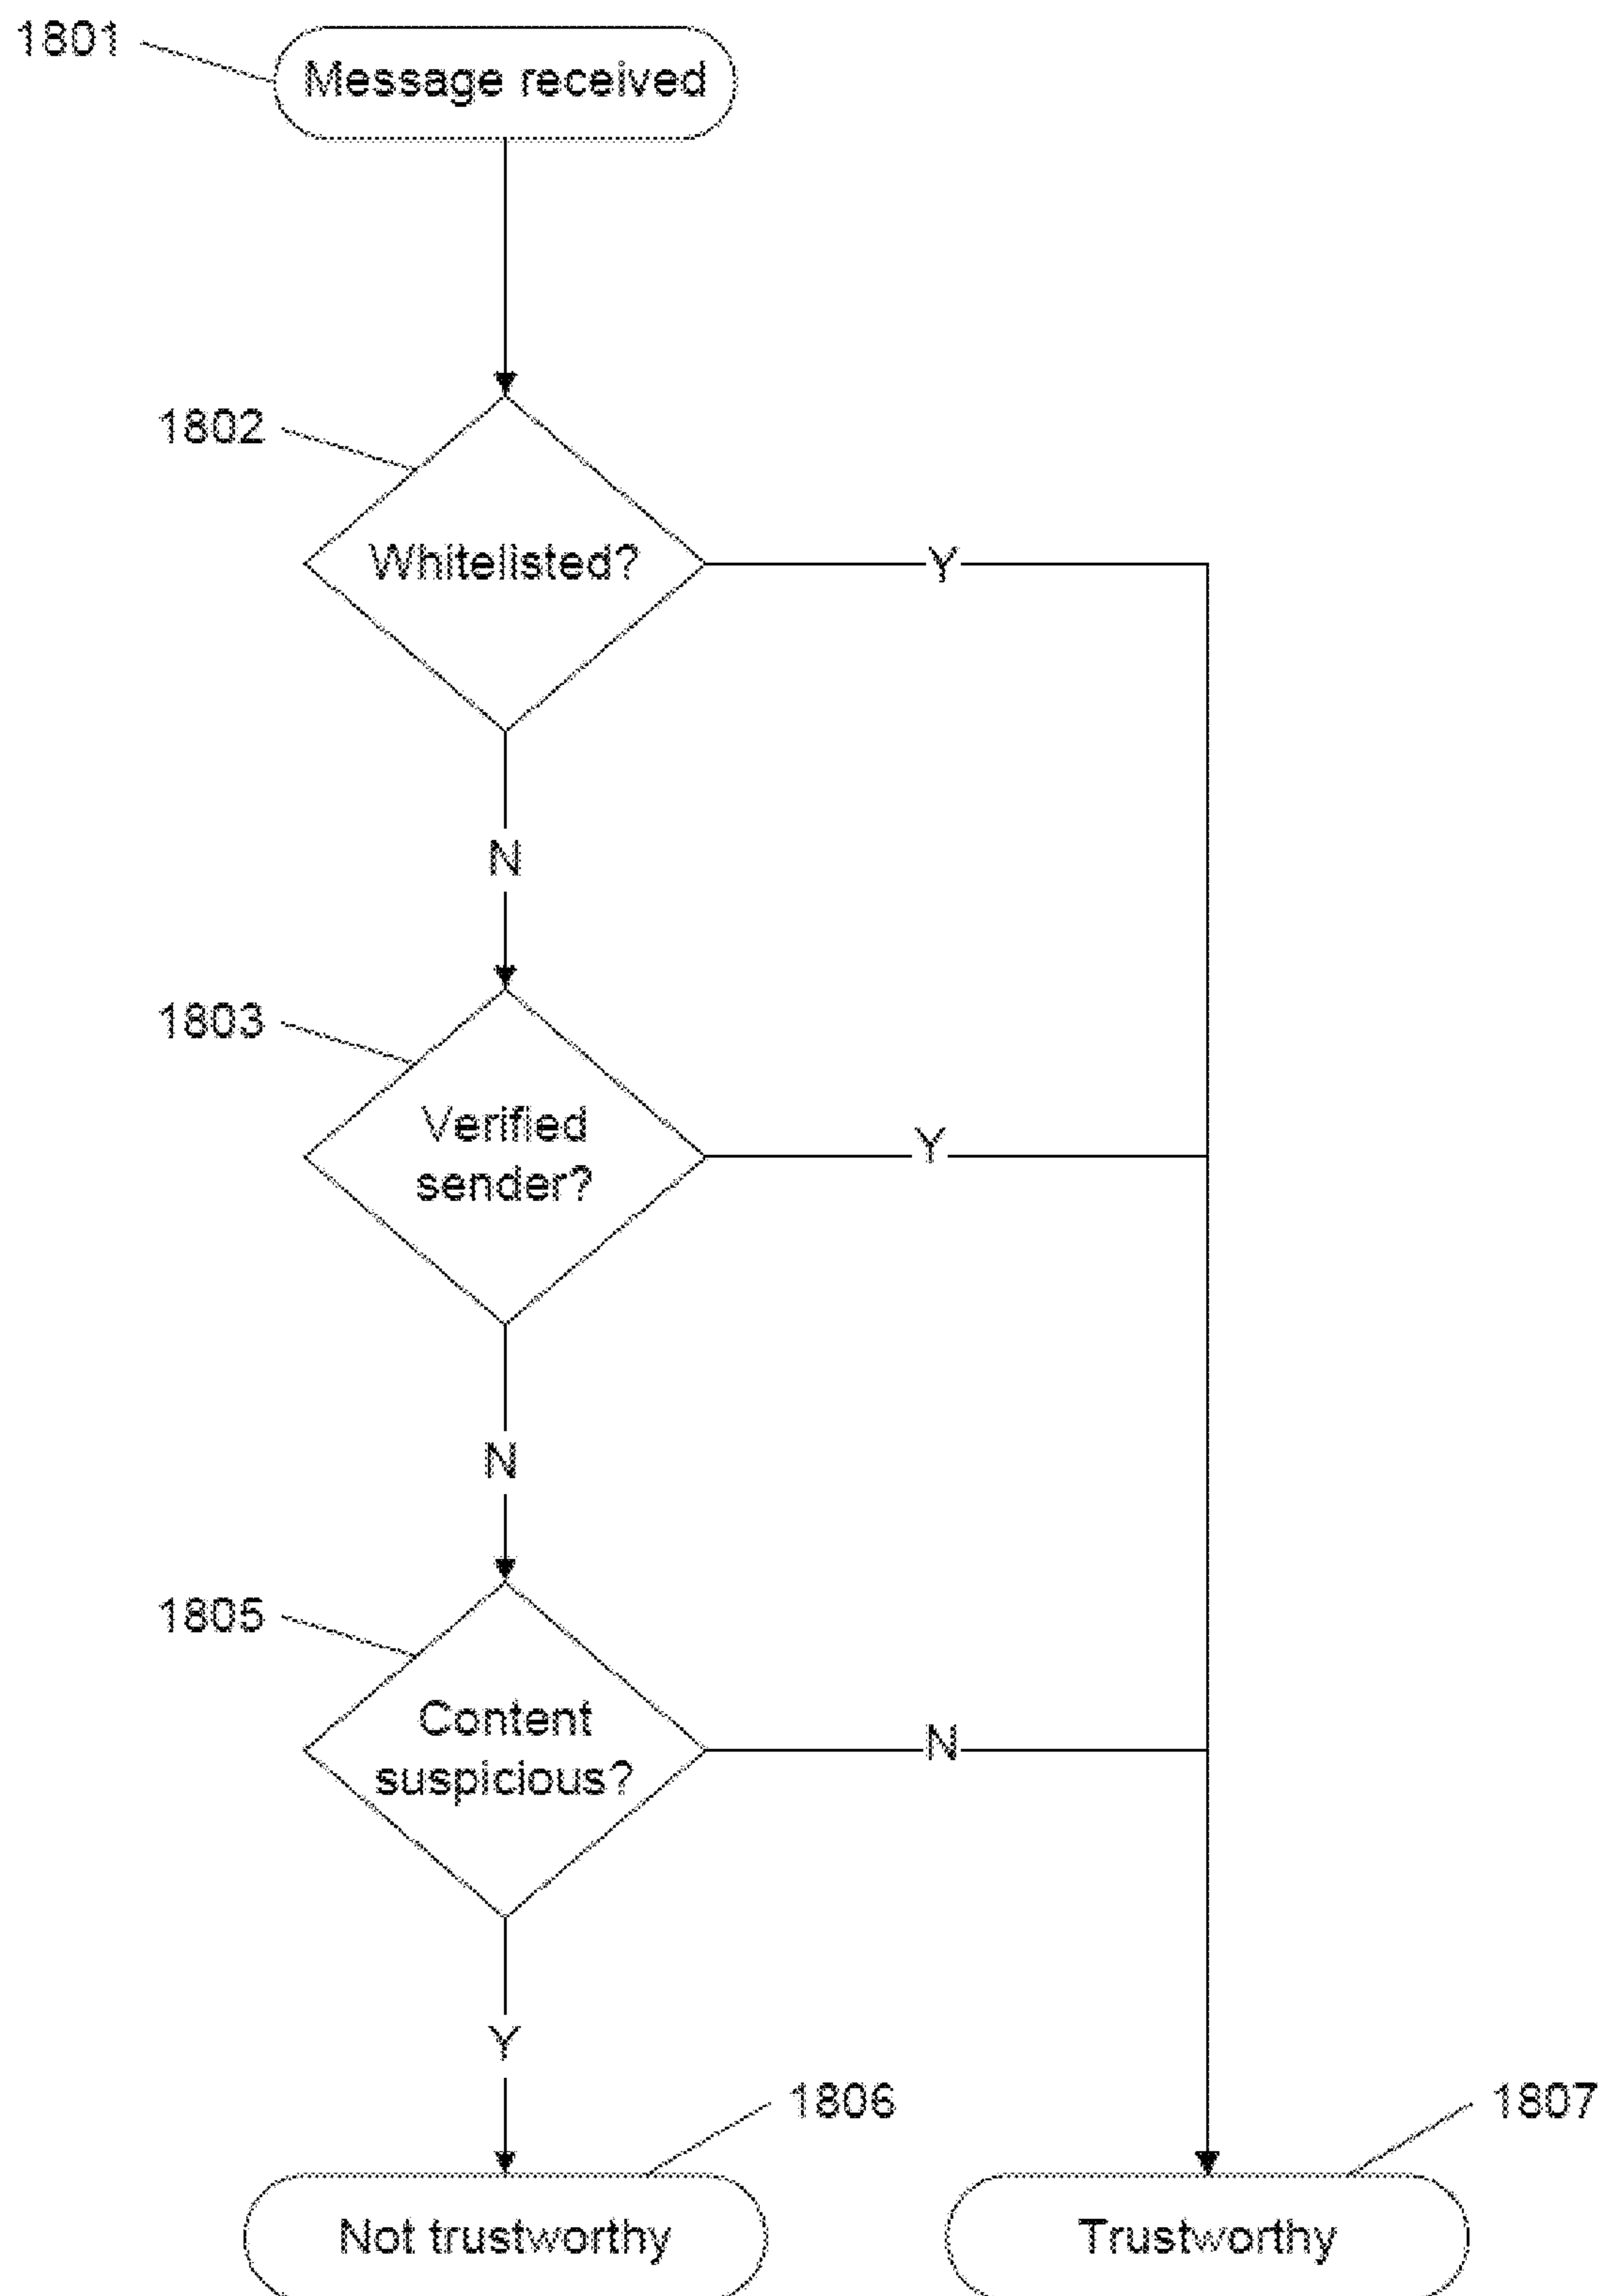 1801
Message received
1802
Whitelisted?
Y
N
1803
Verified
sender?
Y
N
1805
Content
suspicious?
N
Y
1806
1807
Not trustworthy
Trustworthy